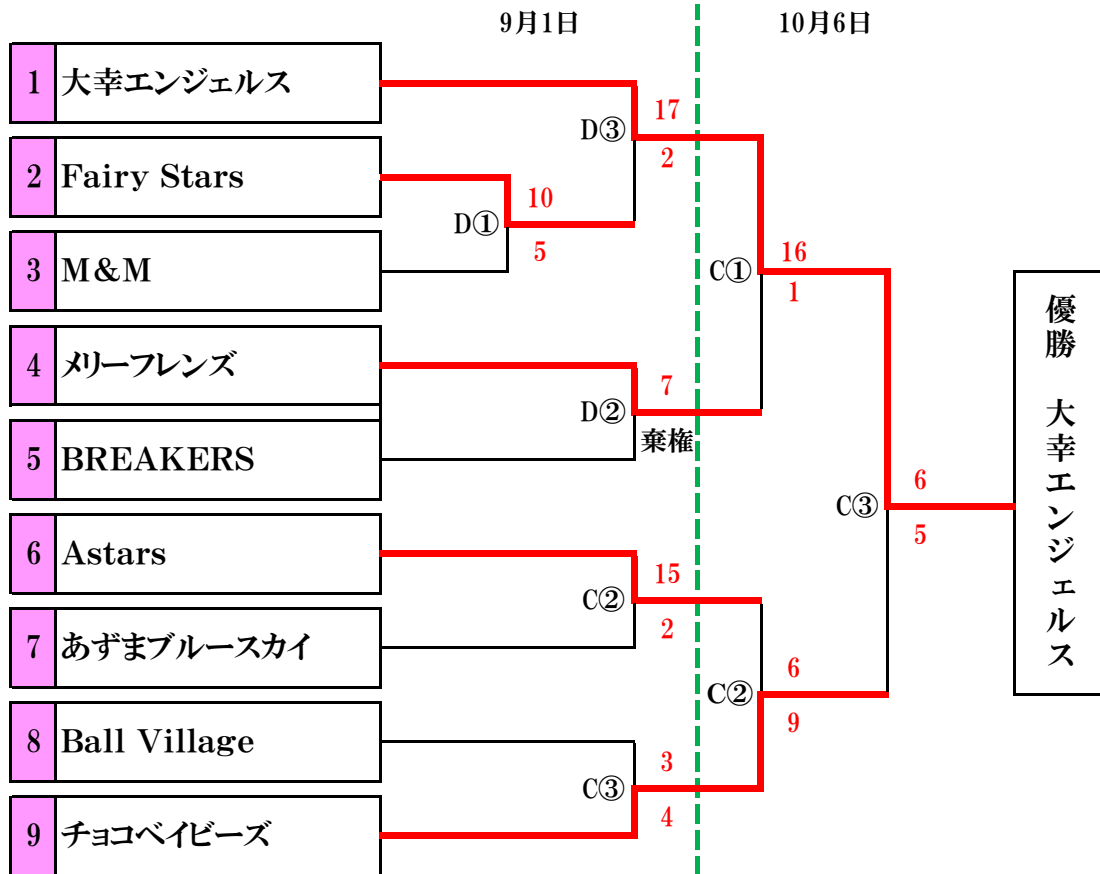 9月1日
10月6日
1 大幸エンジェルス
17
D③
2
2 Fairy Stars
10
D①
5
3 M&M
16
C①
1
4 メリーフレンズ
7
D②
棄権
5 BREAKERS
6
C③
5
6 Astars
15
C②
2
7 あずまブルースカイ
6
C②
9
8 Ball Village
3
C③
4
9 チョコベイビーズ
優勝 大幸エンジェルス